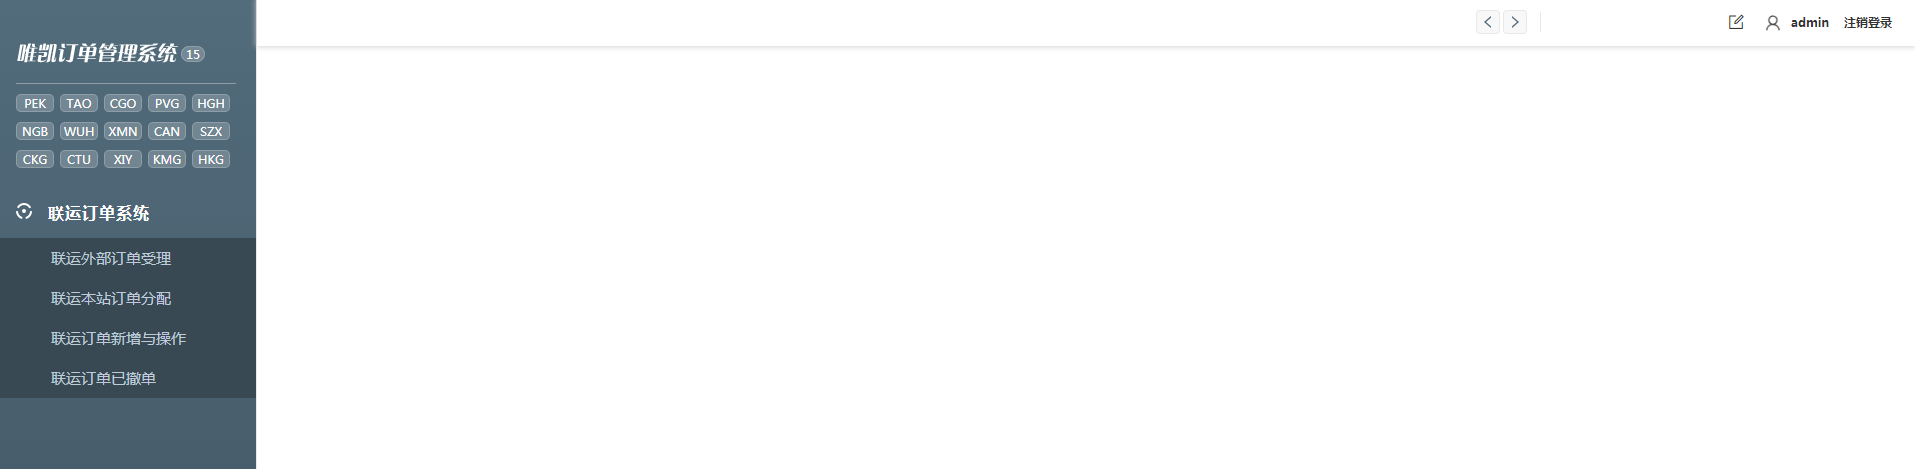 唯凯订单管理系统 15
PEK TAO CGO PVG HGH
NGB WUH XMN CAN SZX
CKG CTU XIY KMG HKG
联运订单系统
联运外部订单受理
联运本站订单分配
联运订单新增与操作
联运订单已撤单
admin 注销登录